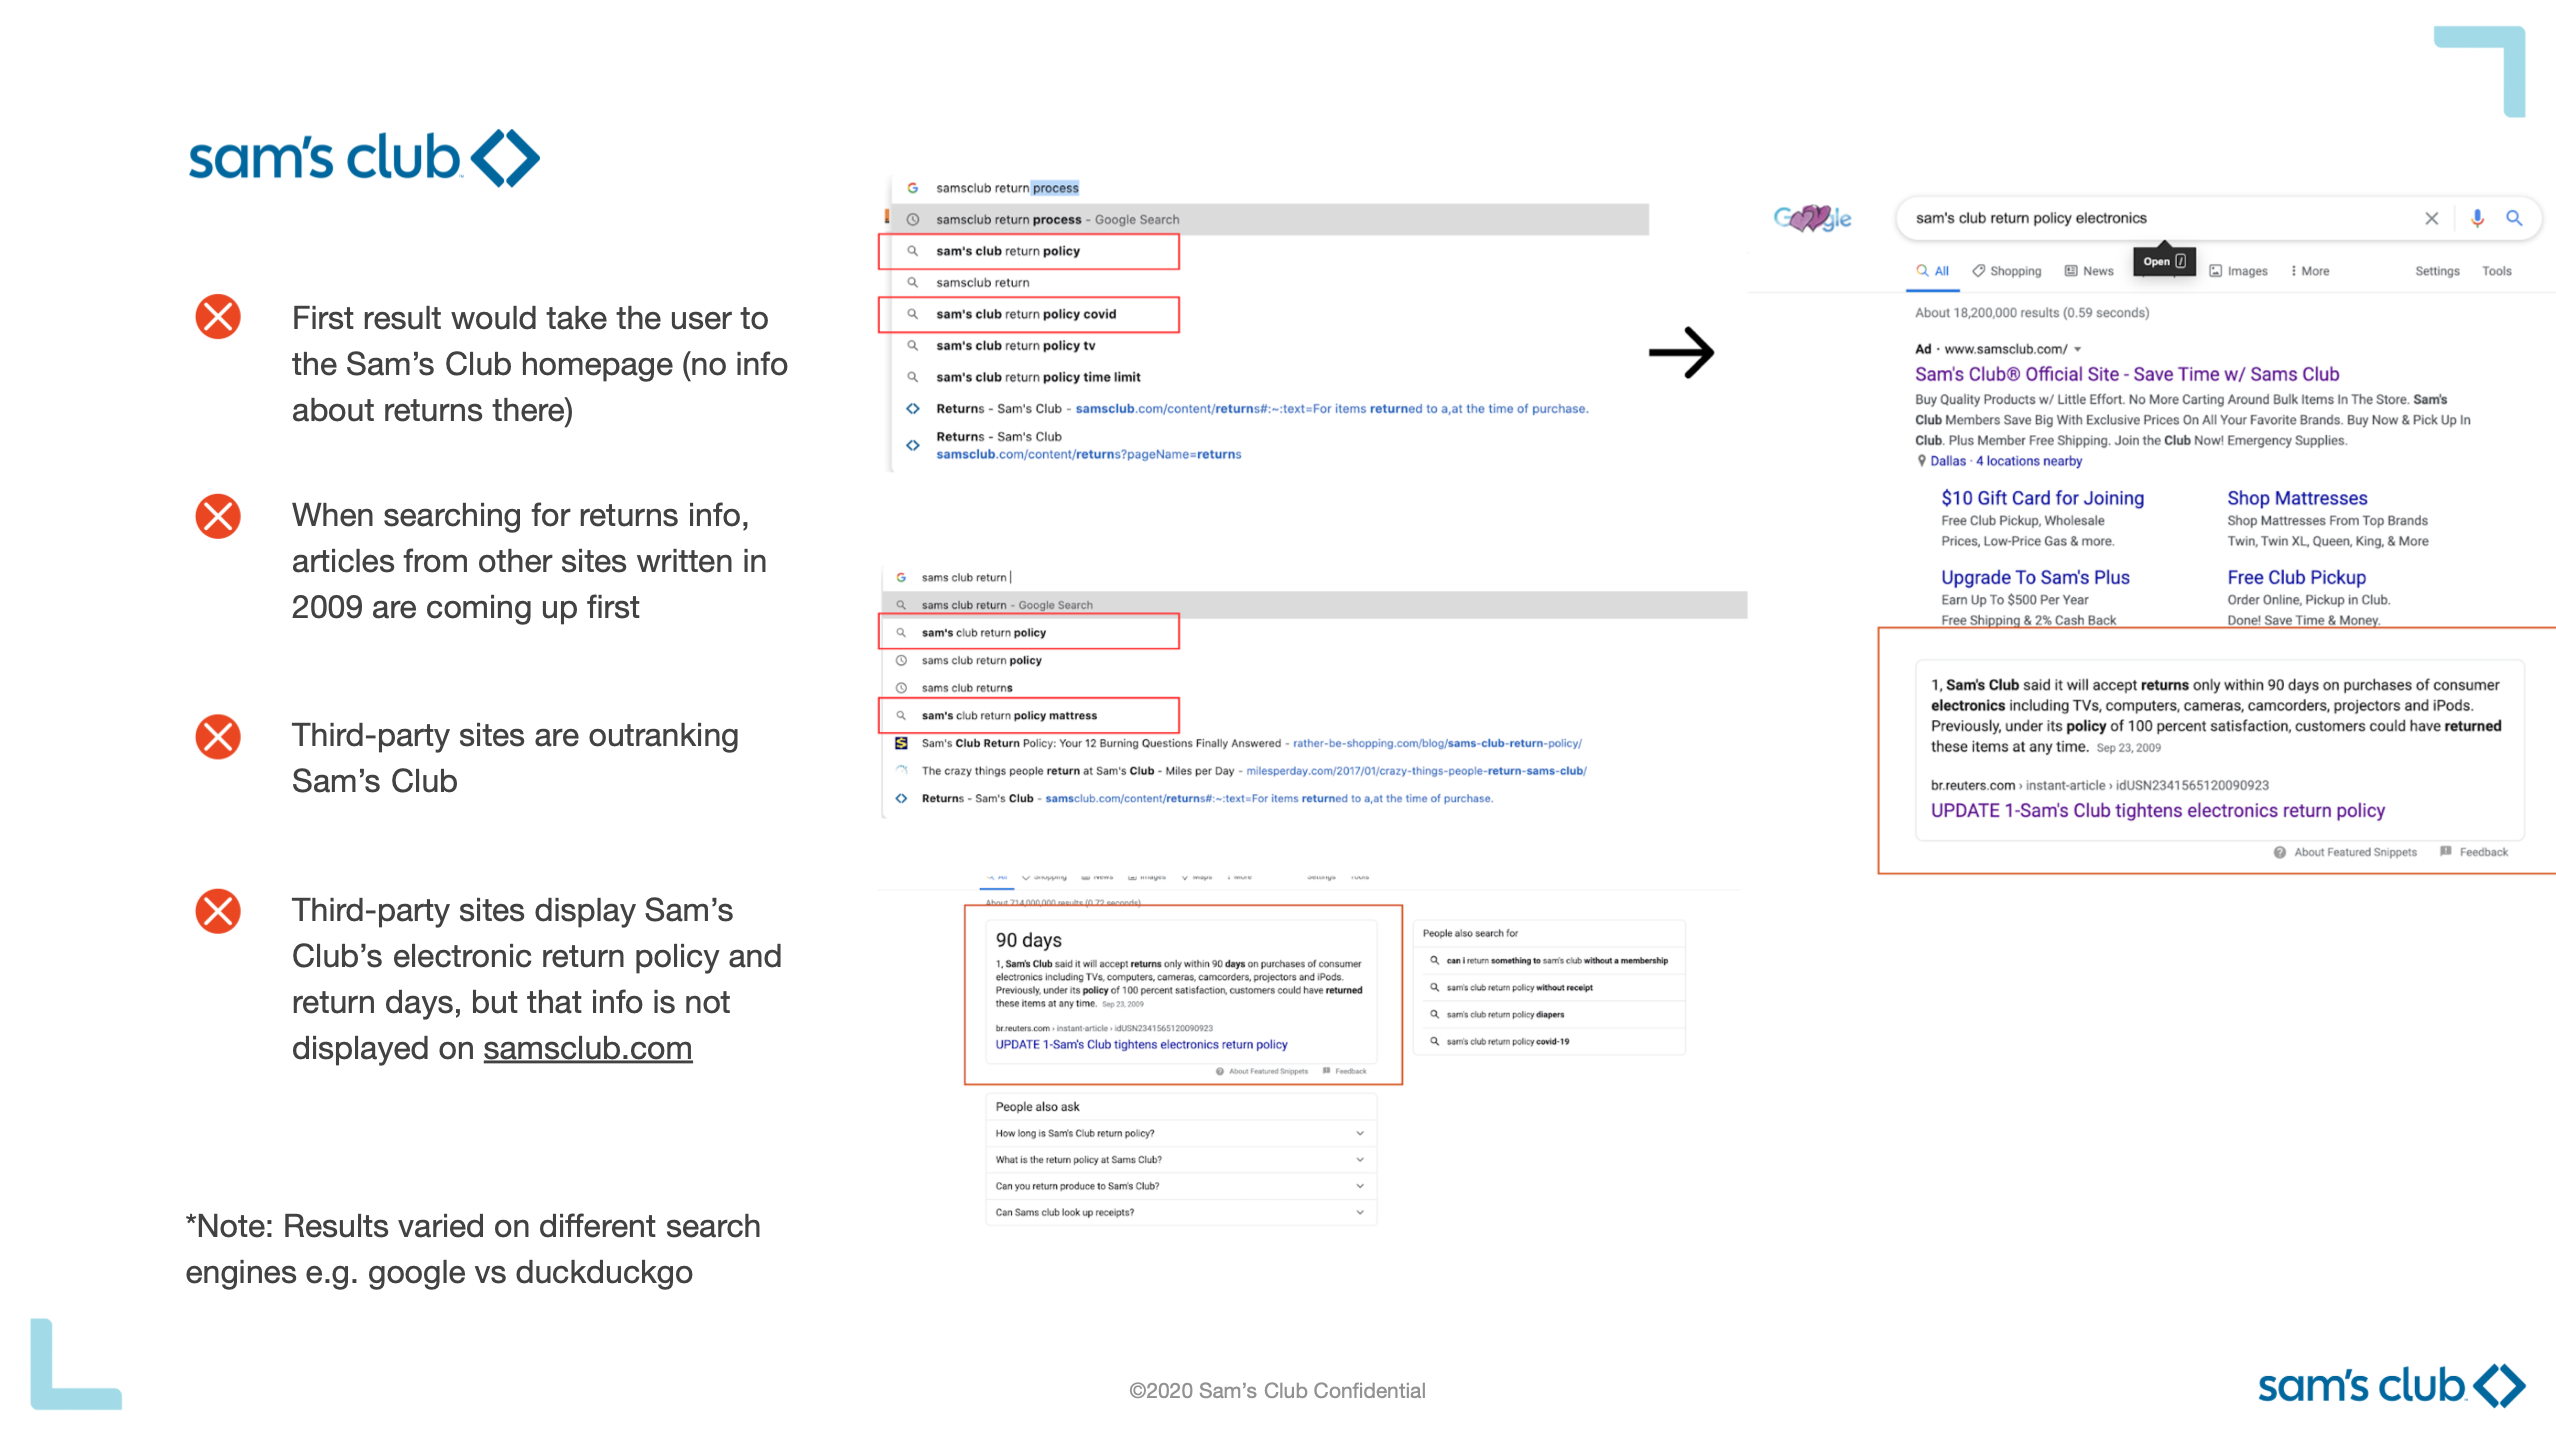 sam's club
First result would take the user to
the Sam's Club homepage (no info
about returns there)
When searching for returns info,
articles from other sites written in
2009 are coming up first
Third-party sites are outranking
Sam's Club
Third-party sites display Sam's
Club's electronic return policy and
return days, but that info is not
displayed on samsclub.com
*Note: Results varied on different search
engines e.g. google vs duckduckgo
samsclub return process
samsclub return process - Google Search
sam's club return policy
samsclub return
sam's club return policy covid
sam's club return policy tv
sam's club return policy time limit
Returns - Sam's Club - samsclub.com/content/returns#:~:text=For items returned to a,at the time of purchase.
Returns - Sam's Club
samsclub.com/content/returns?pageName=returns
sams club return
sams club return - Google Search
sam's club return policy
sams club return policy
sams club returns
sam's club return policy mattress
Sam's Club Return Policy: Your 12 Burning Questions Finally Answered - rather-be-shopping.com/blog/sams-club-return-policy/
The crazy things people return at Sam's Club - Miles per Day - milesperday.com/2017/01/crazy-things-people-return-sams-club/
Returns - Sam's Club - samsclub.com/content/returns#:~:text=For items returned to a,at the time of purchase.
All Shopping News Images Maps More Settings Tools
About 714,000,000 results (0.72 seconds)
90 days
1, Sam's Club said it will accept returns only within 90 days on purchases of consumer
electronics including TVs, computers, cameras, camcorders, projectors and iPods.
Previously, under its policy of 100 percent satisfaction, customers could have returned
these items at any time. Sep 23, 2009
br.reuters.com › instant-article › idUSN2341565120090923
UPDATE 1-Sam's Club tightens electronics return policy
About Featured Snippets Feedback
People also ask
How long is Sam's Club return policy?
What is the return policy at Sams Club?
Can you return produce to Sam's Club?
Can Sams club look up receipts?
People also search for
can i return something to sam's club without a membership
sam's club return policy without receipt
sam's club return policy diapers
sam's club return policy covid-19
Google
sam's club return policy electronics
Open /
All Shopping News Images More Settings Tools
About 18,200,000 results (0.59 seconds)
Ad · www.samsclub.com/
Sam's Club® Official Site - Save Time w/ Sams Club
Buy Quality Products w/ Little Effort. No More Carting Around Bulk Items In The Store. Sam's
Club Members Save Big With Exclusive Prices On All Your Favorite Brands. Buy Now & Pick Up In
Club. Plus Member Free Shipping. Join the Club Now! Emergency Supplies.
Dallas · 4 locations nearby
$10 Gift Card for Joining
Free Club Pickup, Wholesale
Prices, Low-Price Gas & more.
Shop Mattresses
Shop Mattresses From Top Brands
Twin, Twin XL, Queen, King, & More
Upgrade To Sam's Plus
Earn Up To $500 Per Year
Free Shipping & 2% Cash Back
Free Club Pickup
Order Online, Pickup in Club.
Done! Save Time & Money.
1, Sam's Club said it will accept returns only within 90 days on purchases of consumer
electronics including TVs, computers, cameras, camcorders, projectors and iPods.
Previously, under its policy of 100 percent satisfaction, customers could have returned
these items at any time. Sep 23, 2009
br.reuters.com › instant-article › idUSN2341565120090923
UPDATE 1-Sam's Club tightens electronics return policy
About Featured Snippets Feedback
©2020 Sam's Club Confidential
sam's club